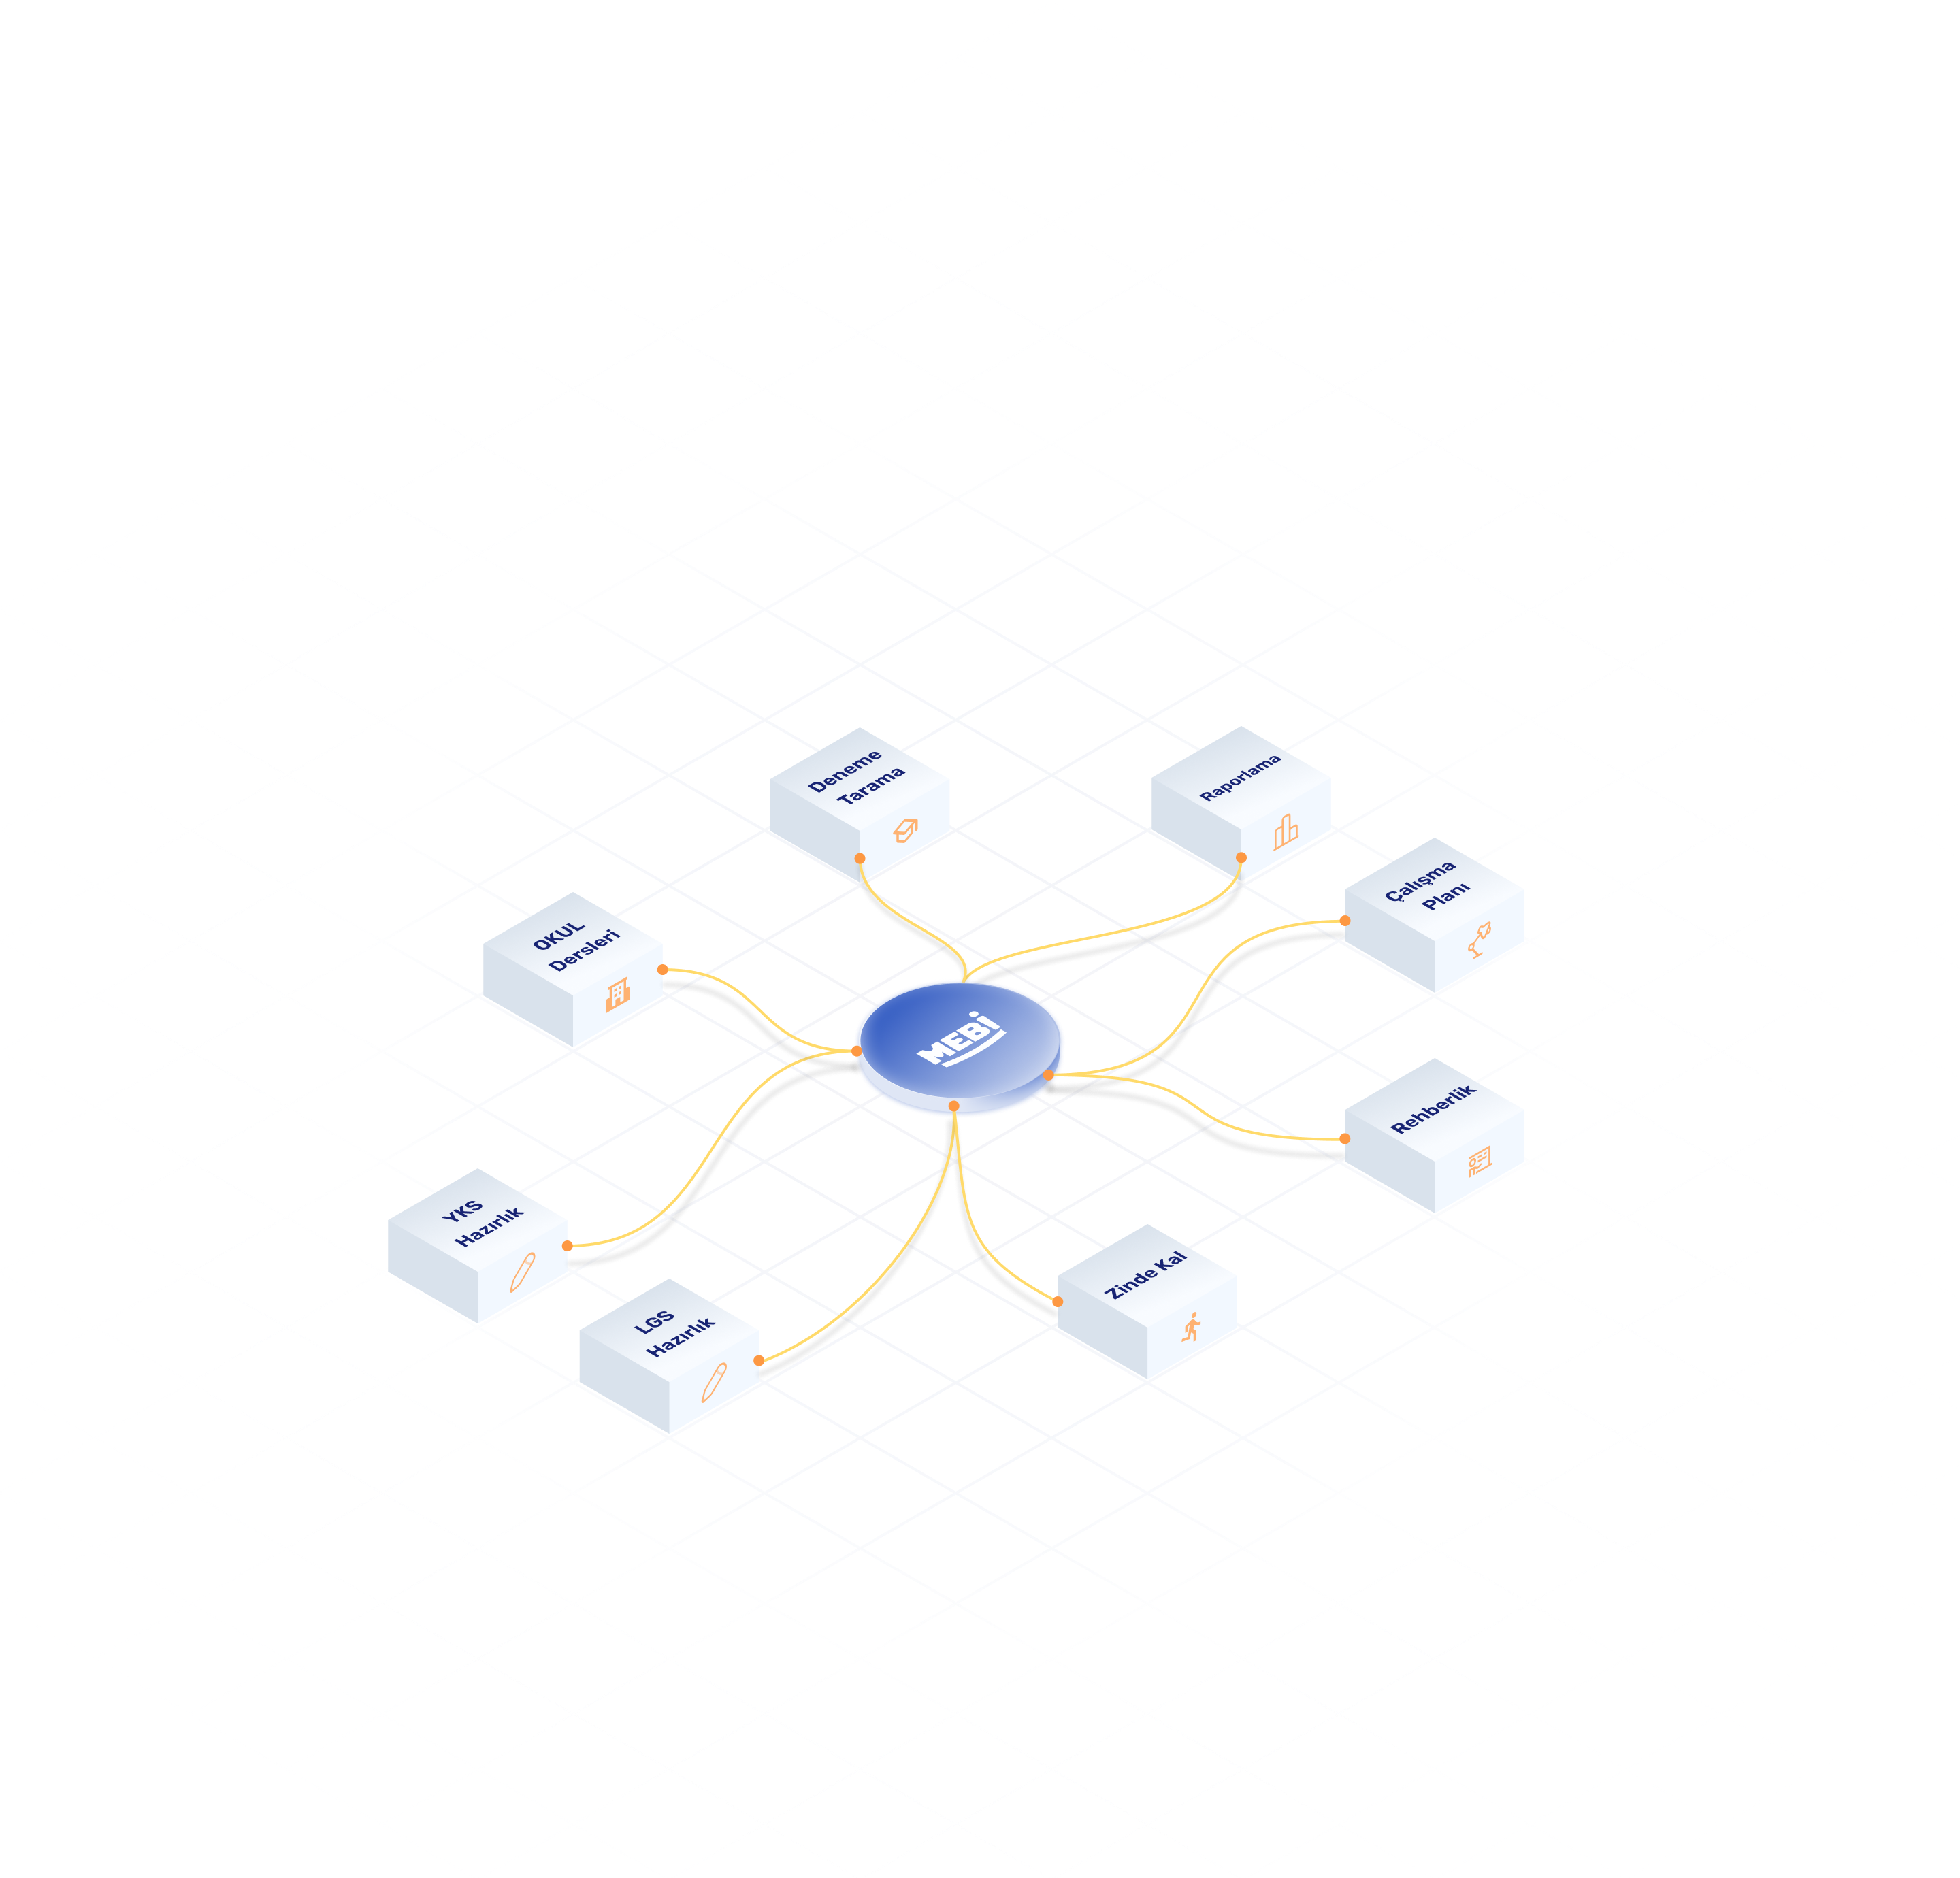 Deneme
Tarama
Raporlama
Çalışma
Planı
OKUL
Dersleri
MEBİ
Rehberlik
YKS
Hazırlık
Zinde Kal
LGS
Hazırlık